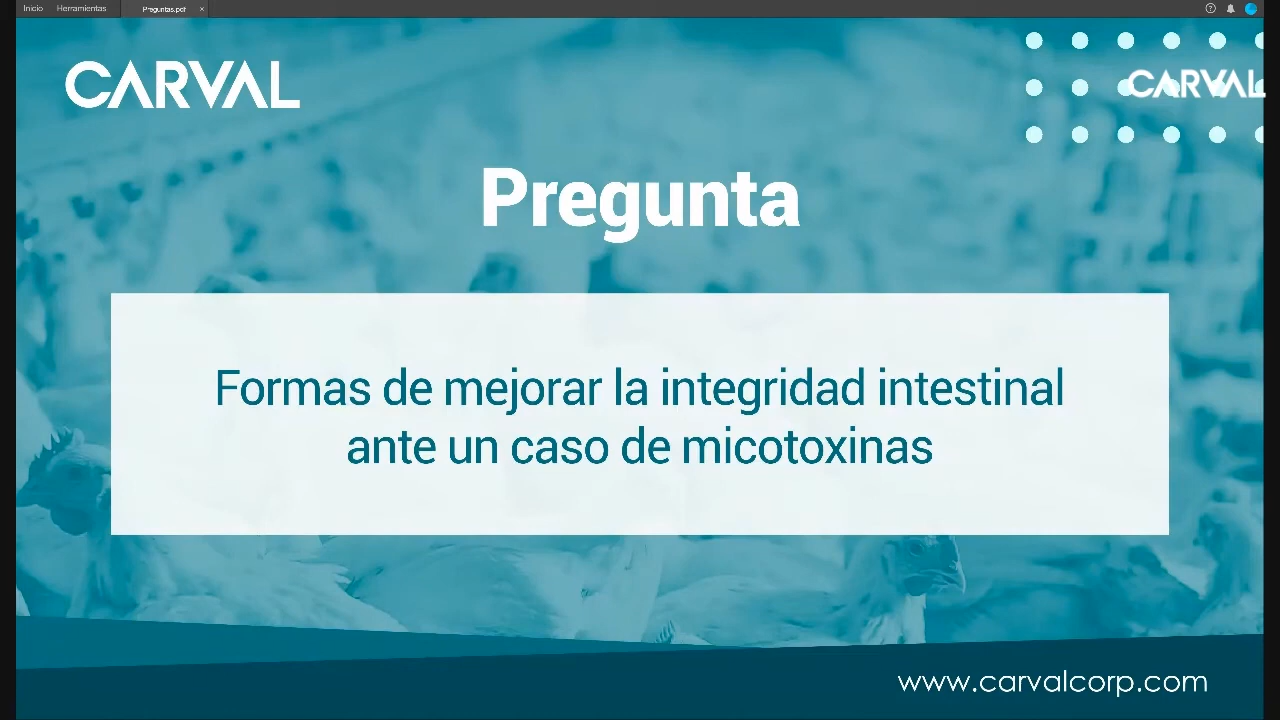 Inicio Herramientas Preguntas.pdf ×
CARVAL
CARVAL
Pregunta
Formas de mejorar la integridad intestinal
ante un caso de micotoxinas
www.carvalcorp.com